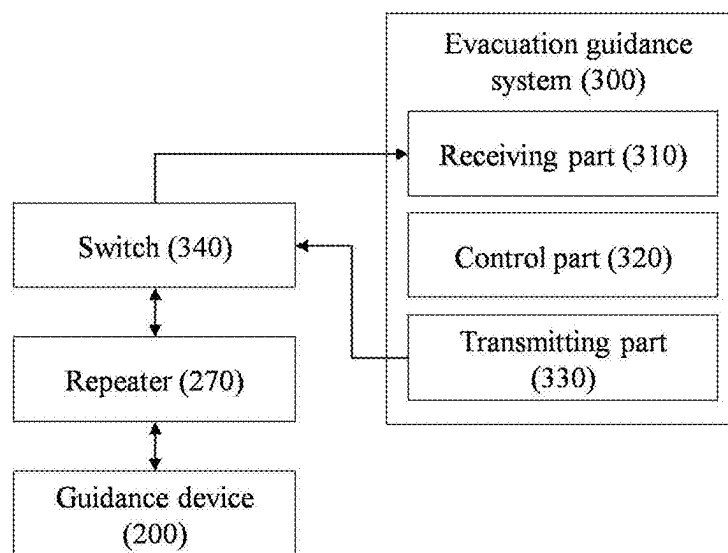 Evacuation guidance
system (300)
Receiving part (310)
Switch (340)
Control part (320)
Transmitting part
(330)
Repeater (270)
Guidance device
(200)